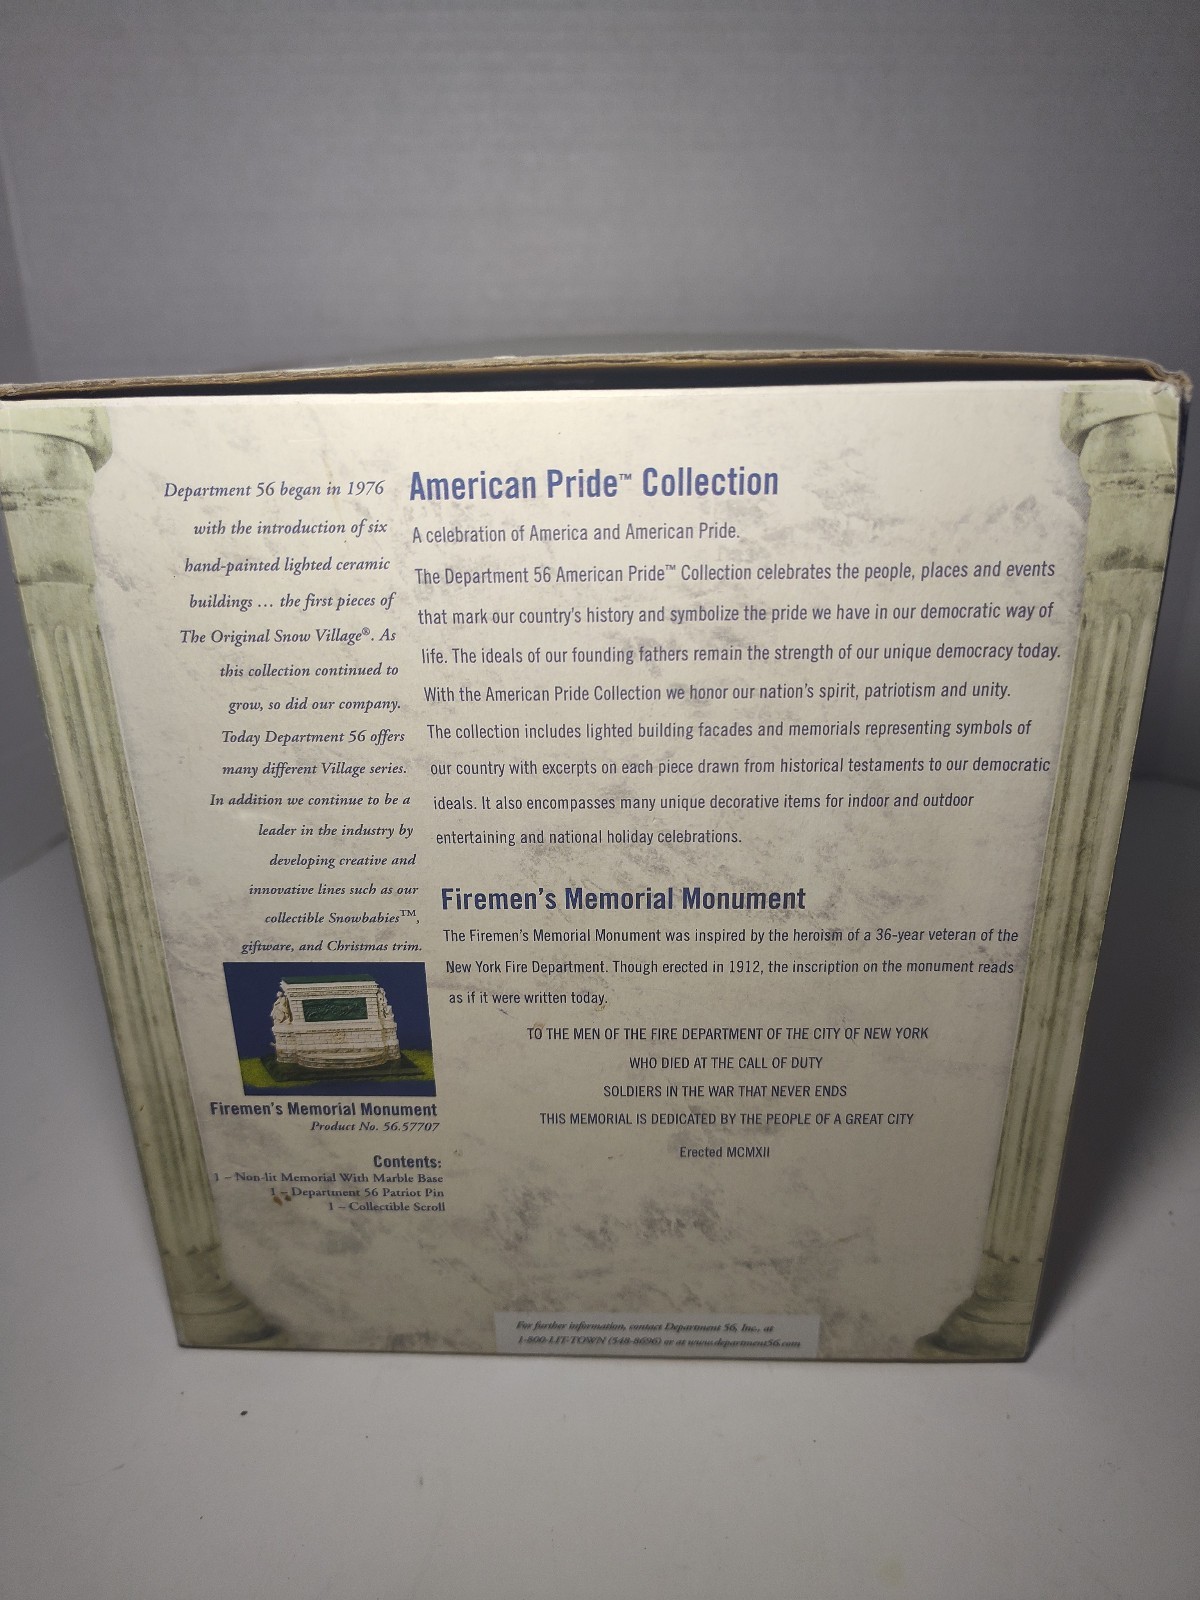 Department 56 began in 1976
with the introduction of six
hand-painted lighted ceramic
buildings ... the first pieces of
The Original Snow Village®. As
this collection continued to
grow, so did our company.
Today Department 56 offers
many different Village series.
In addition we continue to be a
leader in the industry by
developing creative and
innovative lines such as our
collectible Snowbabies™,
giftware, and Christmas trim.
Firemen's Memorial Monument
Product No. 56.57707
Contents:
1 – Non-lit Memorial With Marble Base
1 – Department 56 Patriot Pin
1 – Collectible Scroll
American Pride™ Collection
A celebration of America and American Pride.
The Department 56 American Pride™ Collection celebrates the people, places and events
that mark our country's history and symbolize the pride we have in our democratic way of
life. The ideals of our founding fathers remain the strength of our unique democracy today.
With the American Pride Collection we honor our nation's spirit, patriotism and unity.
The collection includes lighted building facades and memorials representing symbols of
our country with excerpts on each piece drawn from historical testaments to our democratic
ideals. It also encompasses many unique decorative items for indoor and outdoor
entertaining and national holiday celebrations.
Firemen's Memorial Monument
The Firemen's Memorial Monument was inspired by the heroism of a 36-year veteran of the
New York Fire Department. Though erected in 1912, the inscription on the monument reads
as if it were written today.
TO THE MEN OF THE FIRE DEPARTMENT OF THE CITY OF NEW YORK
WHO DIED AT THE CALL OF DUTY
SOLDIERS IN THE WAR THAT NEVER ENDS
THIS MEMORIAL IS DEDICATED BY THE PEOPLE OF A GREAT CITY
Erected MCMXII
For further information, contact Department 56, Inc., at
1-800-LIT-TOWN (548-8696) or at www.department56.com